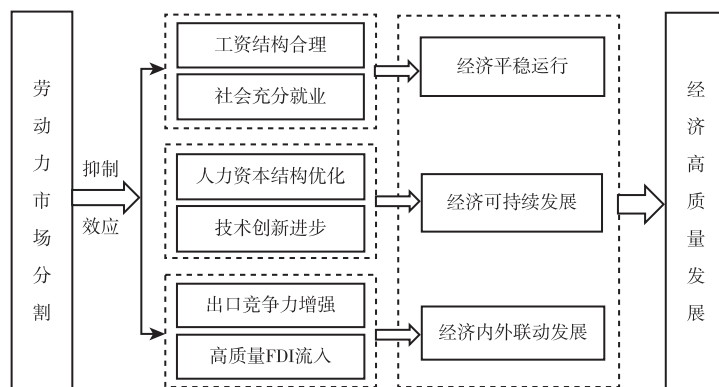 劳动力市场分割
抑制
效应
工资结构合理
社会充分就业
人力资本结构优化
技术创新进步
出口竞争力增强
高质量FDI流入
经济平稳运行
经济可持续发展
经济内外联动发展
经济高质量发展